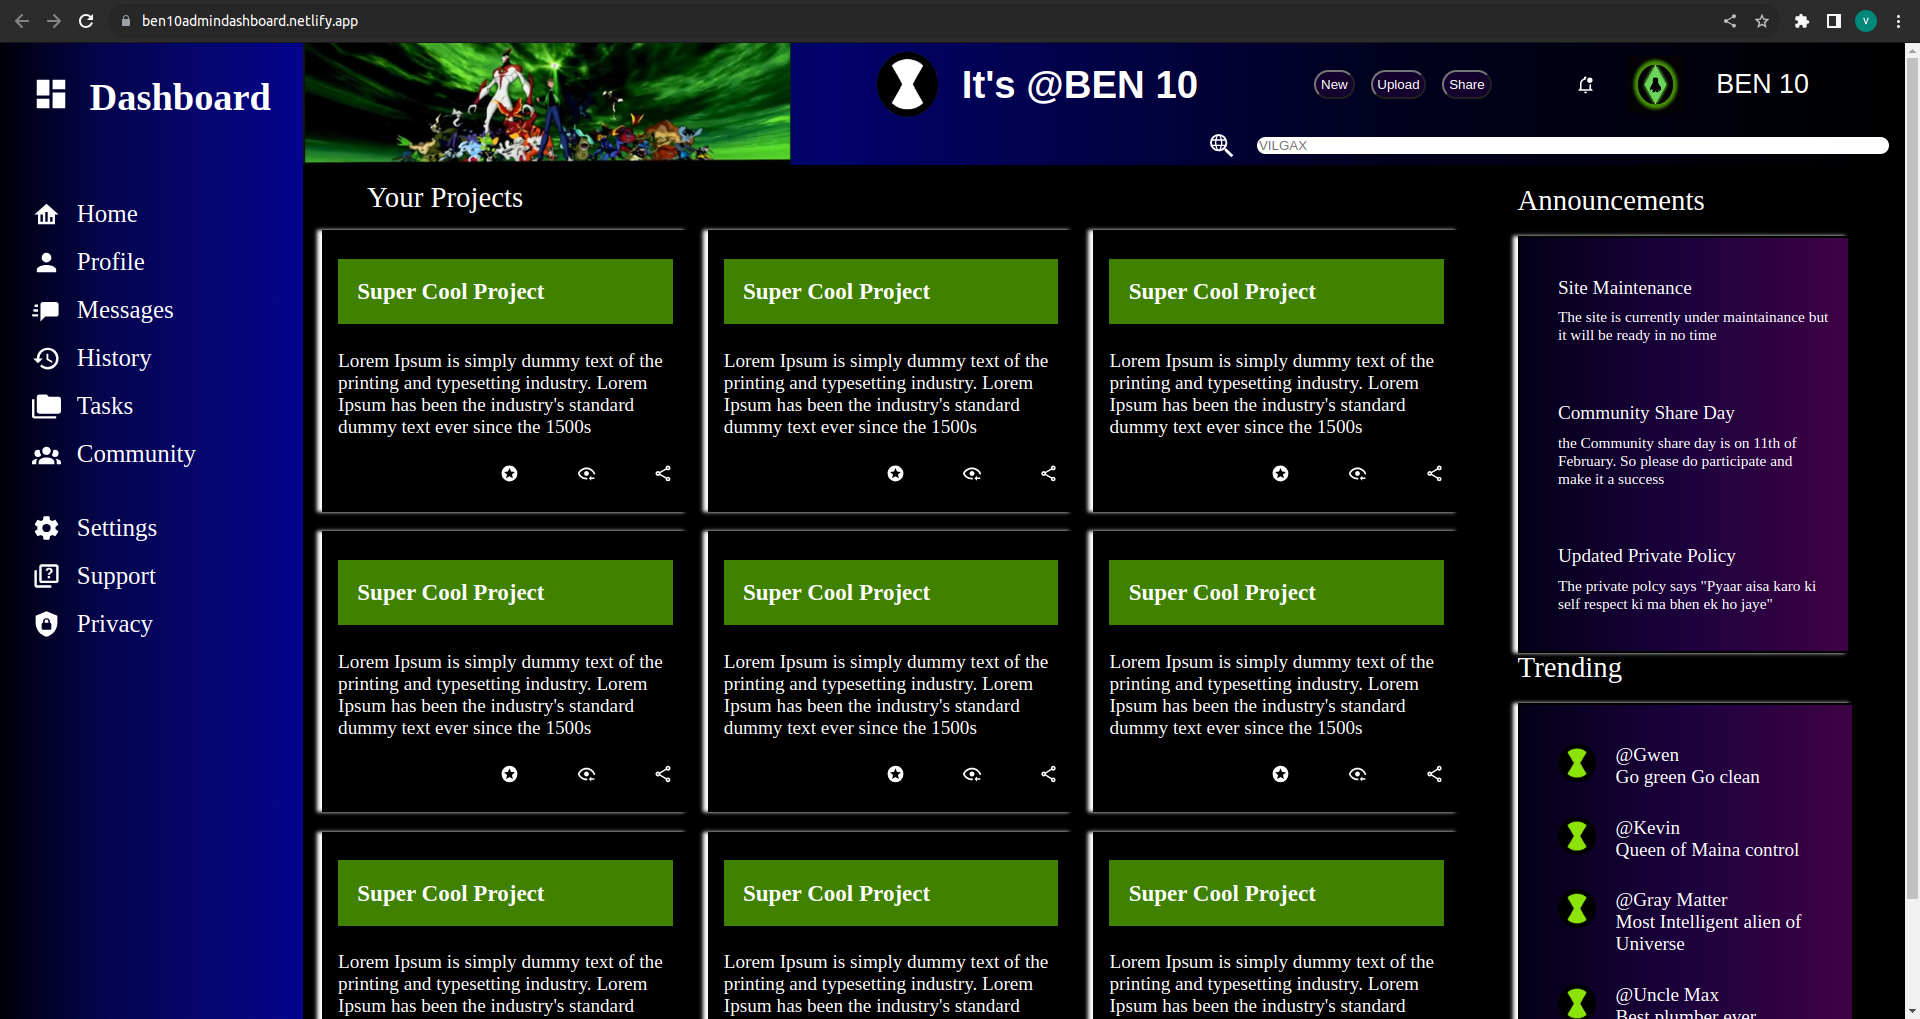 ben10admindashboard.netlify.app
V
Dashboard
Home
Profile
Messages
History
Tasks
Community
Settings
Support
Privacy
It's @BEN 10
New
Upload
Share
BEN 10
VILGAX
Your Projects
Super Cool Project
Lorem Ipsum is simply dummy text of the
printing and typesetting industry. Lorem
Ipsum has been the industry's standard
dummy text ever since the 1500s
Super Cool Project
Lorem Ipsum is simply dummy text of the
printing and typesetting industry. Lorem
Ipsum has been the industry's standard
dummy text ever since the 1500s
Super Cool Project
Lorem Ipsum is simply dummy text of the
printing and typesetting industry. Lorem
Ipsum has been the industry's standard
dummy text ever since the 1500s
Super Cool Project
Lorem Ipsum is simply dummy text of the
printing and typesetting industry. Lorem
Ipsum has been the industry's standard
dummy text ever since the 1500s
Super Cool Project
Lorem Ipsum is simply dummy text of the
printing and typesetting industry. Lorem
Ipsum has been the industry's standard
dummy text ever since the 1500s
Super Cool Project
Lorem Ipsum is simply dummy text of the
printing and typesetting industry. Lorem
Ipsum has been the industry's standard
dummy text ever since the 1500s
Super Cool Project
Lorem Ipsum is simply dummy text of the
printing and typesetting industry. Lorem
Ipsum has been the industry's standard
Super Cool Project
Lorem Ipsum is simply dummy text of the
printing and typesetting industry. Lorem
Ipsum has been the industry's standard
Super Cool Project
Lorem Ipsum is simply dummy text of the
printing and typesetting industry. Lorem
Ipsum has been the industry's standard
Announcements
Site Maintenance
The site is currently under maintainance but
it will be ready in no time
Community Share Day
the Community share day is on 11th of
February. So please do participate and
make it a success
Updated Private Policy
The private polcy says "Pyaar aisa karo ki
self respect ki ma bhen ek ho jaye"
Trending
@Gwen
Go green Go clean
@Kevin
Queen of Maina control
@Gray Matter
Most Intelligent alien of
Universe
@Uncle Max
Best plumber ever